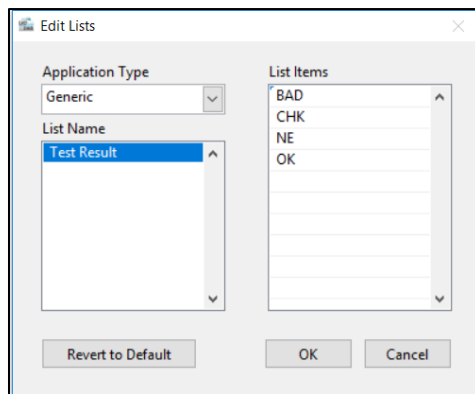 Edit Lists
Application Type
Generic
List Name
Test Result
List Items
BAD
CHK
NE
OK
Revert to Default
OK
Cancel